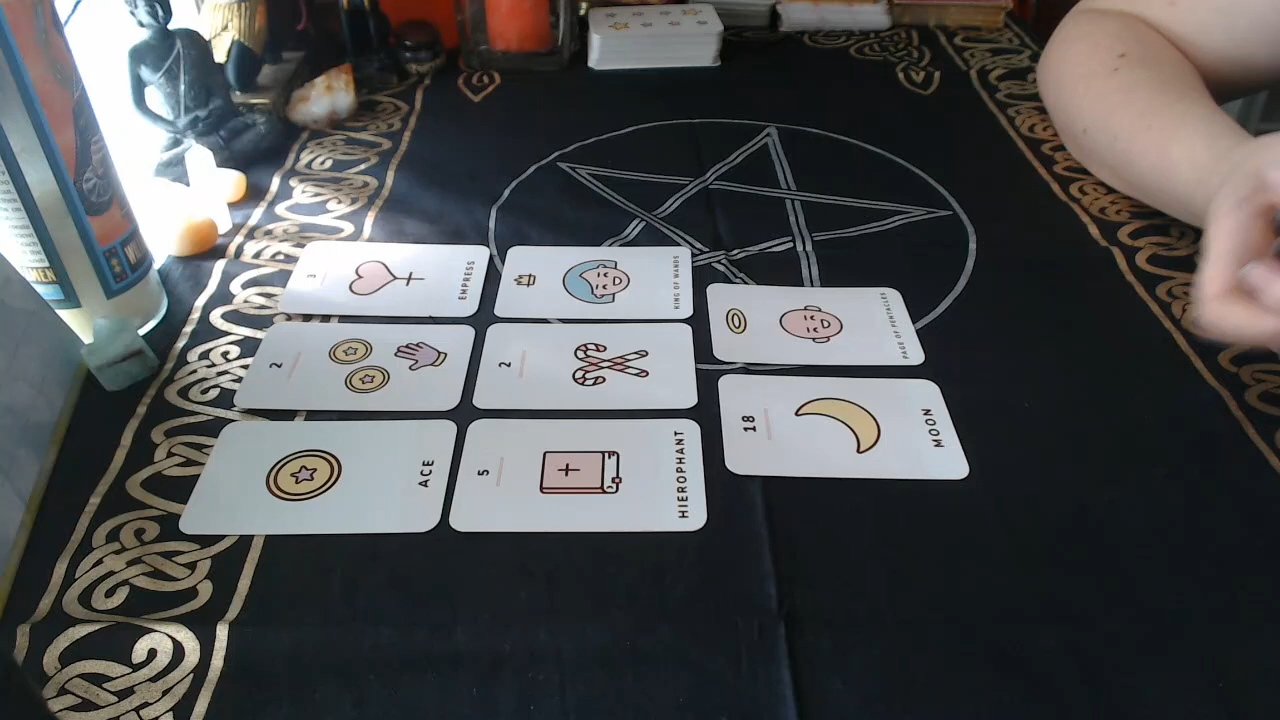 3
EMPRESS
KING OF WANDS
PAGE OF PENTACLES
2
2
18
MOON
ACE
5
HIEROPHANT